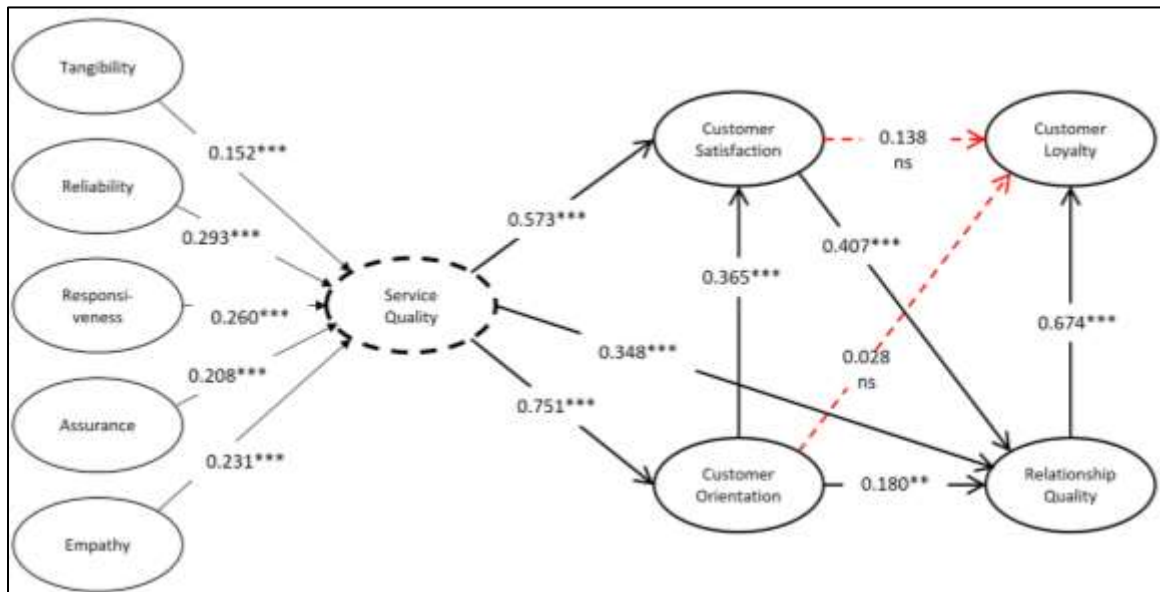 Tangibility
0.152***
Reliability
0.293***
Responsi-
veness
0.260***
0.208***
Assurance
0.231***
Empathy
Service
Quality
0.573***
0.348***
0.751***
Customer
Satisfaction
0.138
ns
Customer
Loyalty
0.365***
0.407***
0.028
ns
0.674***
Customer
Orientation
0.180**
Relationship
Quality